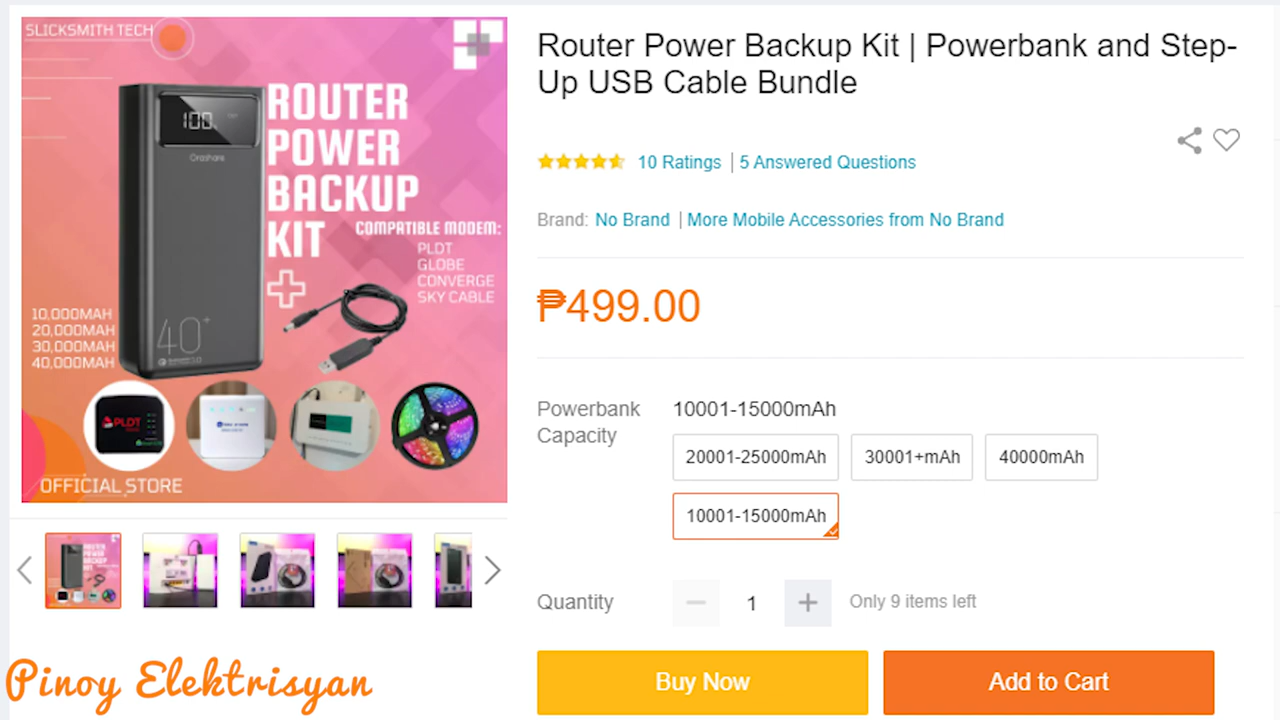 SLICKSMITH TECH
100
Orashare
ROUTER
POWER
BACKUP
KIT
COMPATIBLE MODEM:
PLDT
GLOBE
CONVERGE
SKY CABLE
10,000MAH
20,000MAH
30,000MAH
40,000MAH
40+
PLDT
OFFICIAL STORE
Router Power Backup Kit | Powerbank and Step-
Up USB Cable Bundle
10 Ratings | 5 Answered Questions
Brand: No Brand | More Mobile Accessories from No Brand
₱499.00
Powerbank
Capacity
10001-15000mAh
20001-25000mAh 30001+mAh 40000mAh
10001-15000mAh
Quantity 1 Only 9 items left
Buy Now Add to Cart
Pinoy Elektrisyan